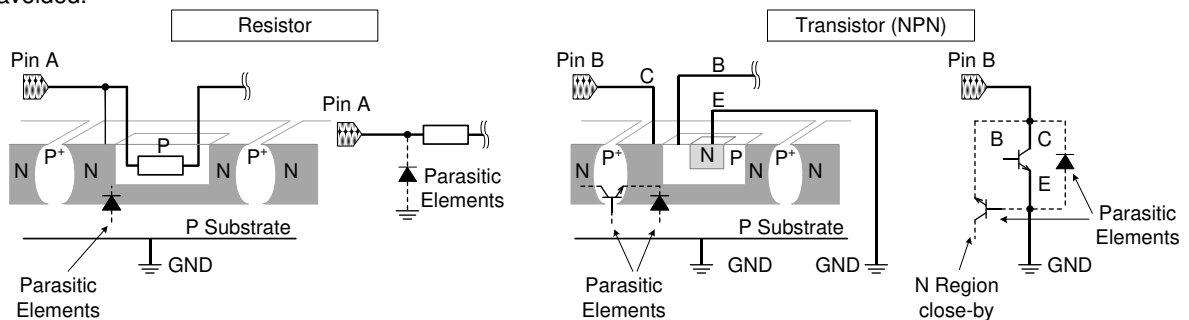 avoided.
Resistor
Transistor (NPN)
Pin A
Pin A
P
N
P+
N
P+
N
N
Parasitic
Elements
P Substrate
GND
Parasitic
Elements
Pin B
C
B
E
N
P+
N
N
P
P+
N
N
P Substrate
GND
GND
Parasitic
Elements
Pin B
B
C
E
Parasitic
Elements
GND
N Region
close-by